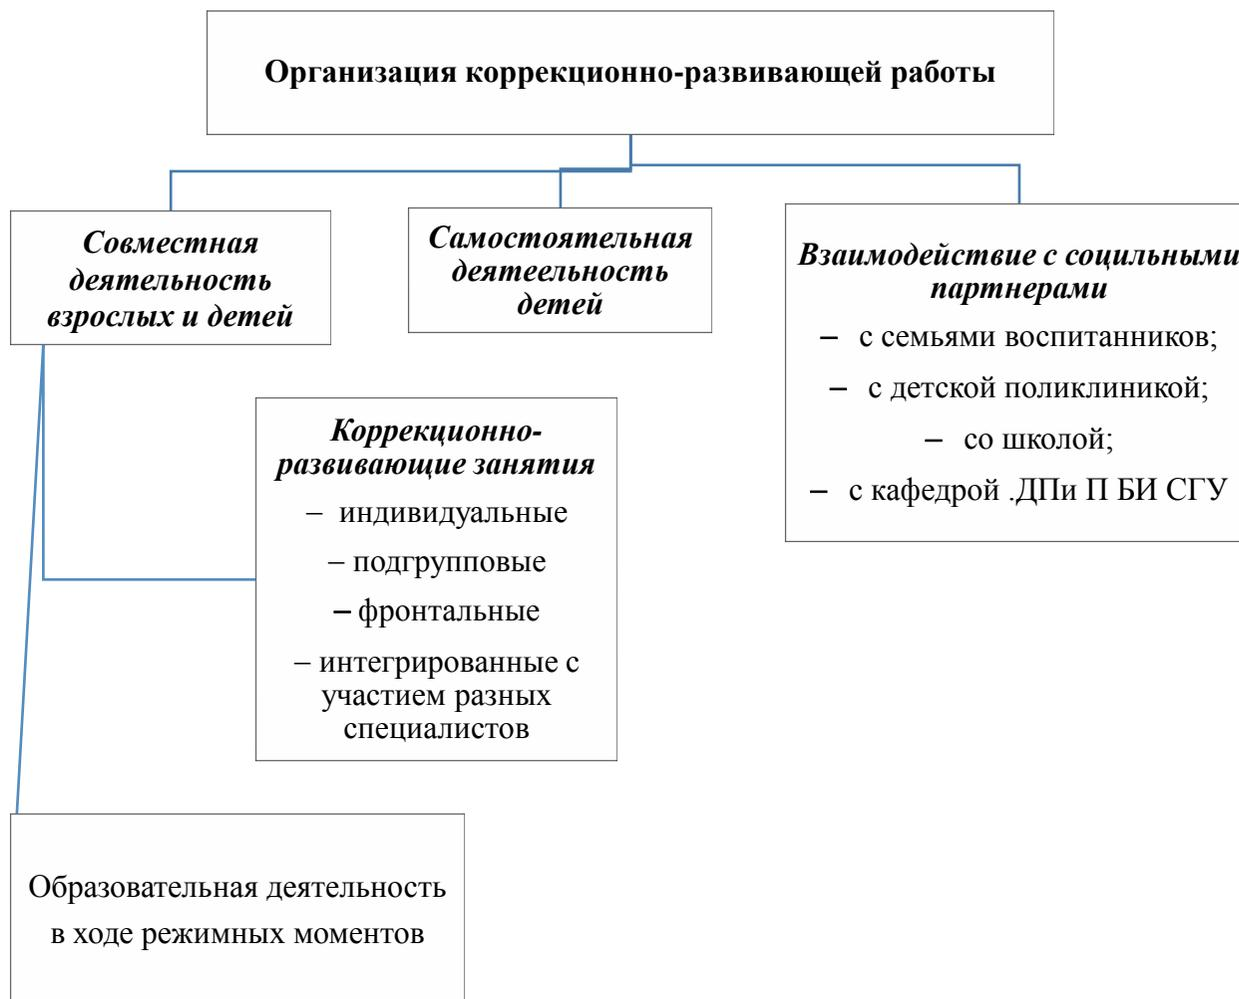 Организация коррекционно-развивающей работы
Совместная
деятельность
взрослых и детей
Самостоятельная
деятеельность
детей
Взаимодействие с социльными
партнерами
– с семьями воспитанников;
– с детской поликлиникой;
– со школой;
– с кафедрой .ДПи П БИ СГУ
Коррекционно-
развивающие занятия
– индивидуальные
– подгрупповые
– фронтальные
– интегрированные с
участием разных
специалистов
Образовательная деятельность
в ходе режимных моментов